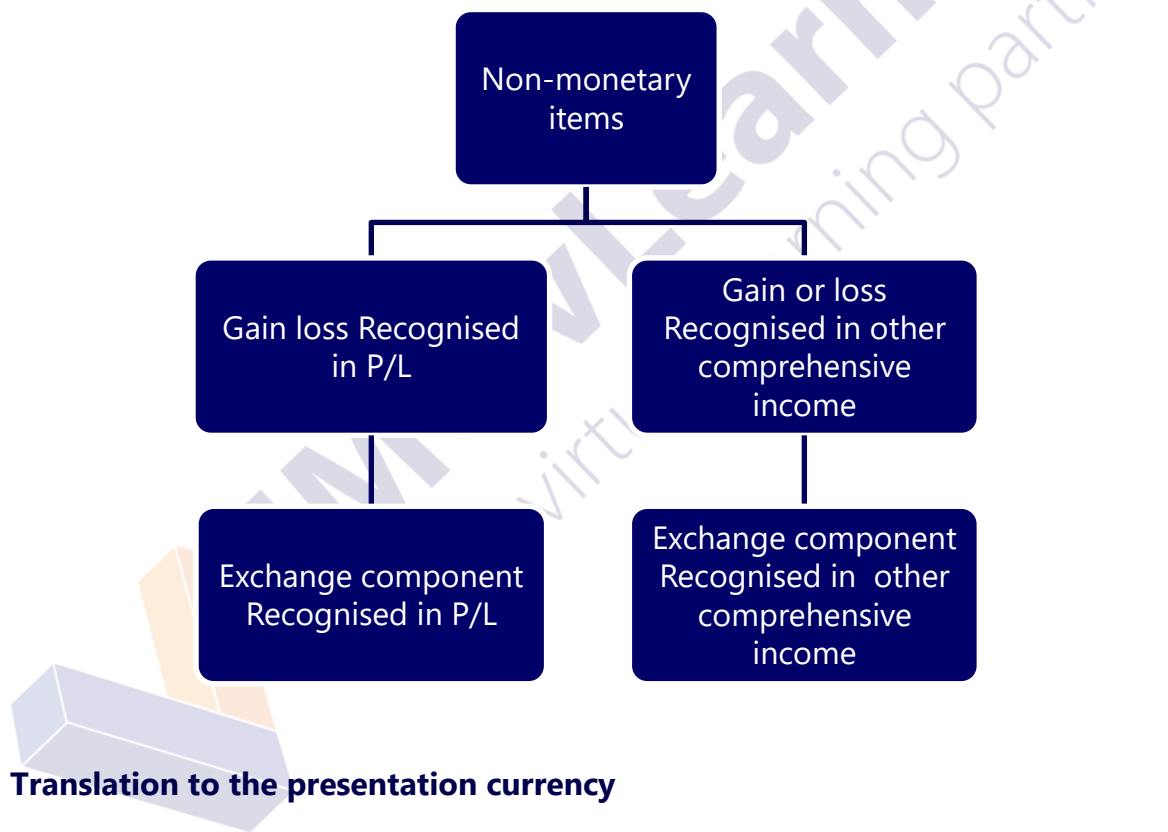 Non-monetary
items
Gain loss Recognised
in P/L
Gain or loss
Recognised in other
comprehensive
income
Exchange component
Recognised in P/L
Exchange component
Recognised in other
comprehensive
income
Translation to the presentation currency